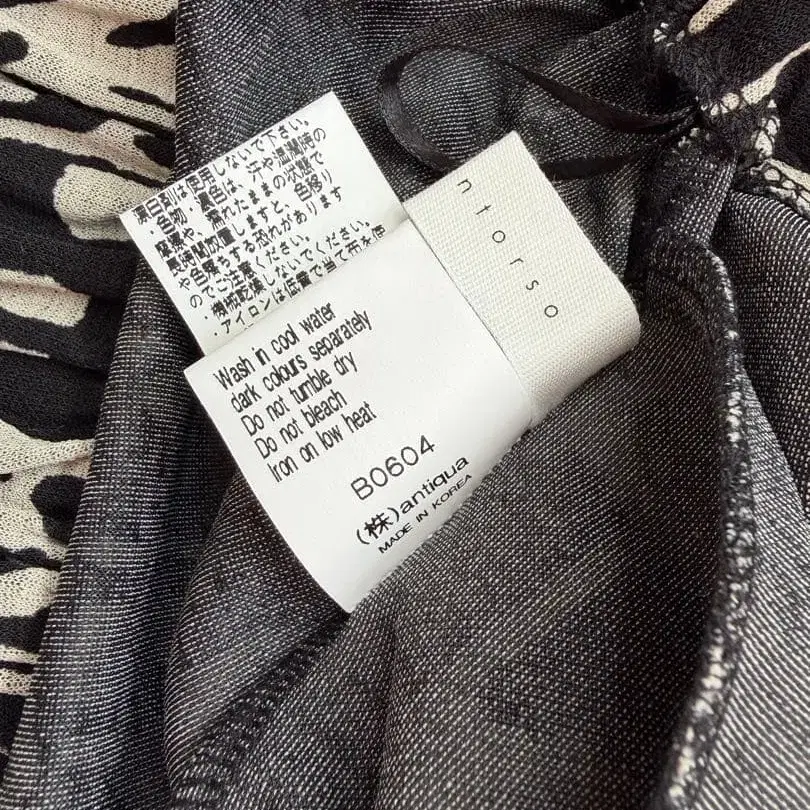 漂白剤は使用しないで下さい。
・色物、濃色は、汗や湿潤時の
摩擦や、濡れたままの状態で
長時間放置しますと、色移り
や色落ちする恐れがあります
のでご注意ください。
・機械乾燥しないでください。
・アイロンは低温で当て布を使
Wash in cool water
dark colours separately
Do not tumble dry
Do not bleach
Iron on low heat
B0604
(株)antiqua
MADE IN KOREA
ntorso